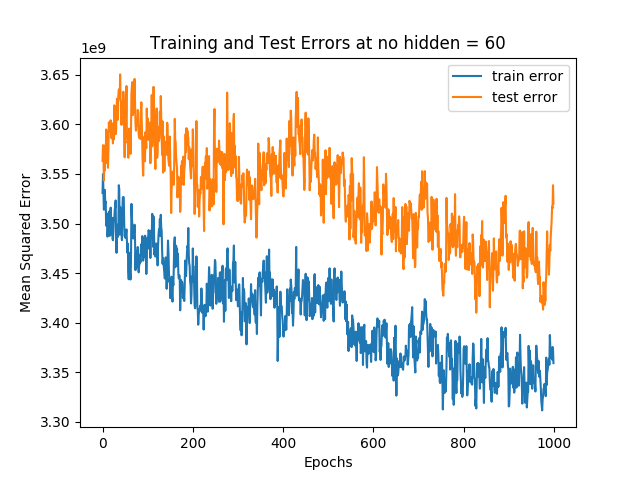 Training and Test Errors at no hidden = 60
1e9
train error
test error
3.65
3.60
3.55
3.50
3.45
3.40
3.35
3.30
Mean Squared Error
0
200
400
600
800
1000
Epochs